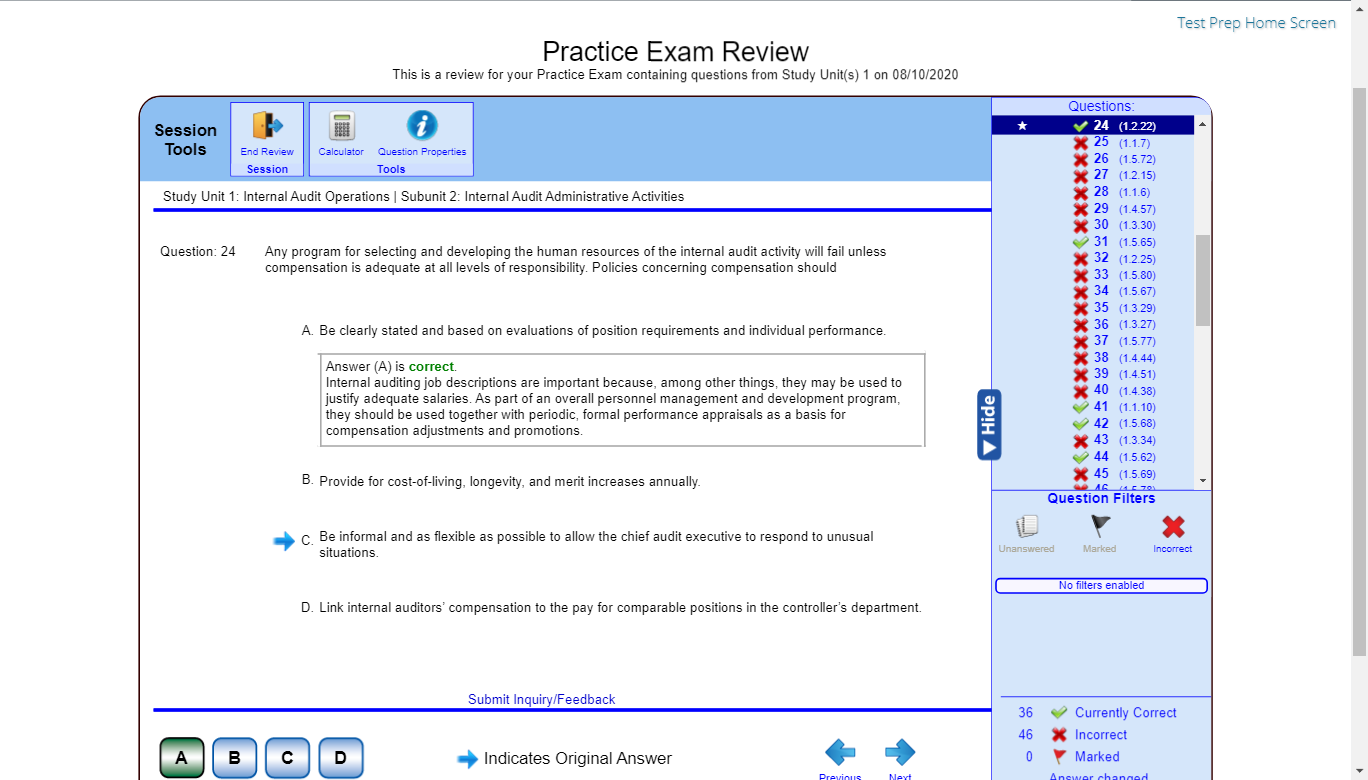 Test Prep Home Screen
Practice Exam Review
This is a review for your Practice Exam containing questions from Study Unit(s) 1 on 08/10/2020
Session
Tools
End Review
Session
Calculator
Question Properties
Tools
Study Unit 1: Internal Audit Operations | Subunit 2: Internal Audit Administrative Activities
Question: 24
Any program for selecting and developing the human resources of the internal audit activity will fail unless
compensation is adequate at all levels of responsibility. Policies concerning compensation should
A. Be clearly stated and based on evaluations of position requirements and individual performance.
Answer (A) is correct.
Internal auditing job descriptions are important because, among other things, they may be used to
justify adequate salaries. As part of an overall personnel management and development program,
they should be used together with periodic, formal performance appraisals as a basis for
compensation adjustments and promotions.
B. Provide for cost-of-living, longevity, and merit increases annually.
C. Be informal and as flexible as possible to allow the chief audit executive to respond to unusual
situations.
D. Link internal auditors' compensation to the pay for comparable positions in the controller's department.
Submit Inquiry/Feedback
A
B
C
D
Indicates Original Answer
Previous
Next
Hide
Questions:
24 (1.2.22)
25 (1.1.7)
26 (1.5.72)
27 (1.2.15)
28 (1.1.6)
29 (1.4.57)
30 (1.3.30)
31 (1.5.65)
32 (1.2.25)
33 (1.5.80)
34 (1.5.67)
35 (1.3.29)
36 (1.3.27)
37 (1.5.77)
38 (1.4.44)
39 (1.4.51)
40 (1.4.38)
41 (1.1.10)
42 (1.5.68)
43 (1.3.34)
44 (1.5.62)
45 (1.5.69)
46 (1.5.78)
Question Filters
Unanswered
Marked
Incorrect
No filters enabled
36 Currently Correct
46 Incorrect
0 Marked
Answer changed